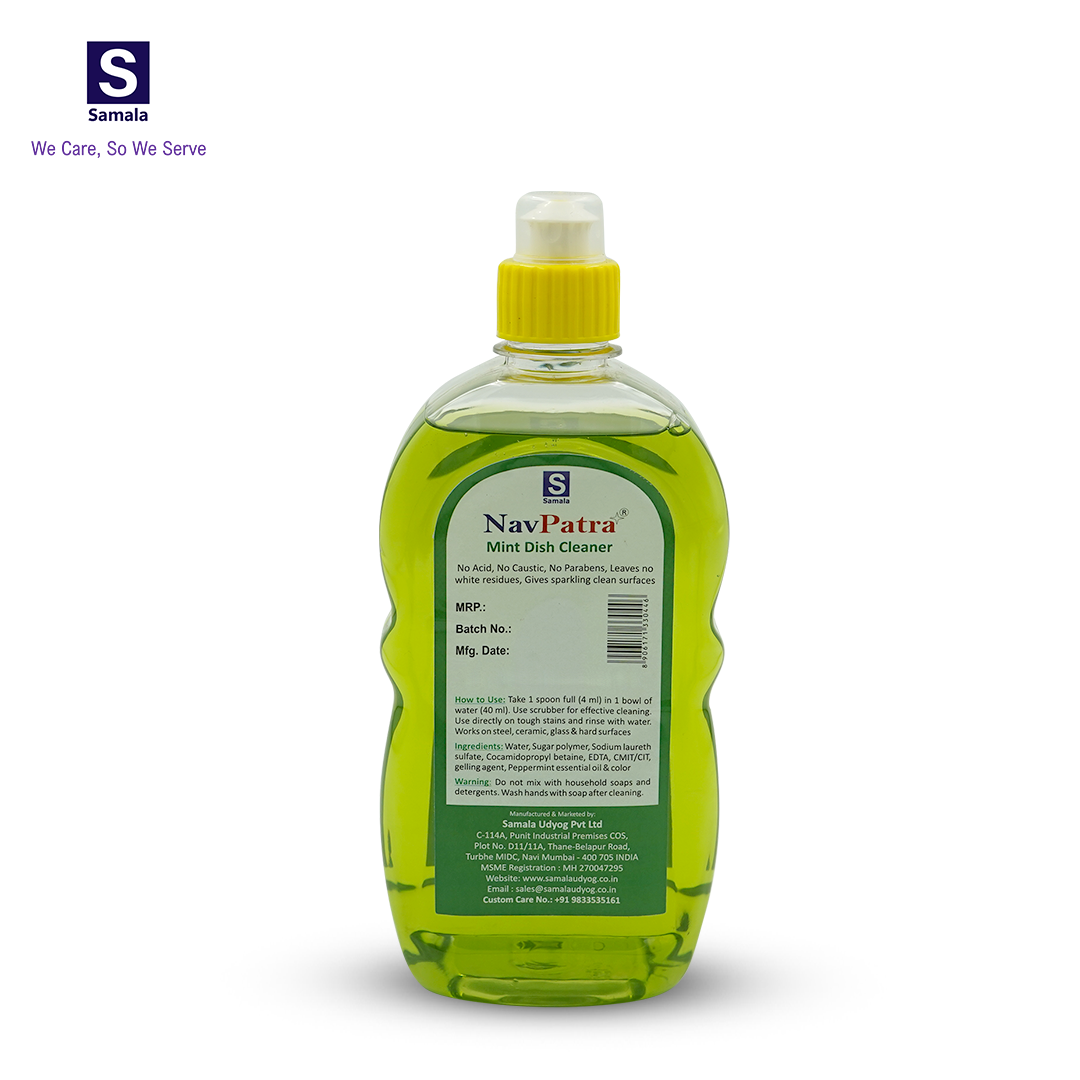 S
Samala
We Care, So We Serve
S
Samala
NavPatra®
Mint Dish Cleaner
No Acid, No Caustic, No Parabens, Leaves no
white residues, Gives sparkling clean surfaces
MRP.:
Batch No.:
Mfg. Date:
8 906171 330446
How to Use: Take 1 spoon full (4 ml) in 1 bowl of
water (40 ml). Use scrubber for effective cleaning.
Use directly on tough stains and rinse with water.
Works on steel, ceramic, glass & hard surfaces
Ingredients: Water, Sugar polymer, Sodium laureth
sulfate, Cocamidopropyl betaine, EDTA, CMIT/CIT,
gelling agent, Peppermint essential oil & color
Warning: Do not mix with household soaps and
detergents. Wash hands with soap after cleaning.
Manufactured & Marketed by:
Samala Udyog Pvt Ltd
C-114A, Punit Industrial Premises COS,
Plot No. D11/11A, Thane-Belapur Road,
Turbhe MIDC, Navi Mumbai - 400 705 INDIA
MSME Registration : MH 270047295
Website: www.samalaudyog.co.in
Email : sales@samalaudyog.co.in
Custom Care No.: +91 9833535161